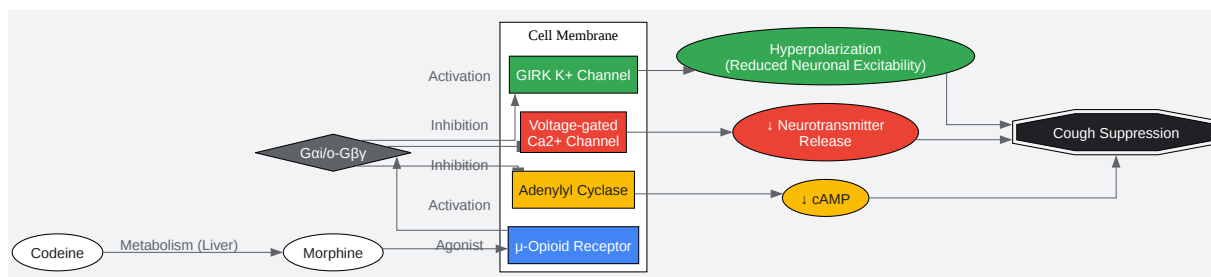 Cell Membrane
GIRK K+ Channel
Voltage-gated
Ca2+ Channel
Adenylyl Cyclase
μ-Opioid Receptor
Hyperpolarization
(Reduced Neuronal Excitability)
↓ Neurotransmitter
Release
↓ cAMP
Cough Suppression
Activation
Inhibition
Gαi/o-Gβγ
Inhibition
Activation
Codeine
Metabolism (Liver)
Morphine
Agonist